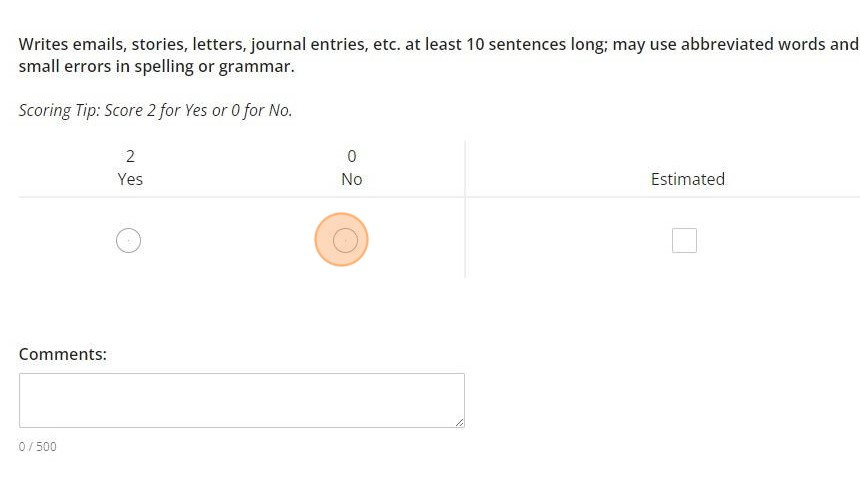 Writes emails, stories, letters, journal entries, etc. at least 10 sentences long; may use abbreviated words and
small errors in spelling or grammar.
Scoring Tip: Score 2 for Yes or 0 for No.
2 0
Yes No Estimated
Comments:
0 / 500